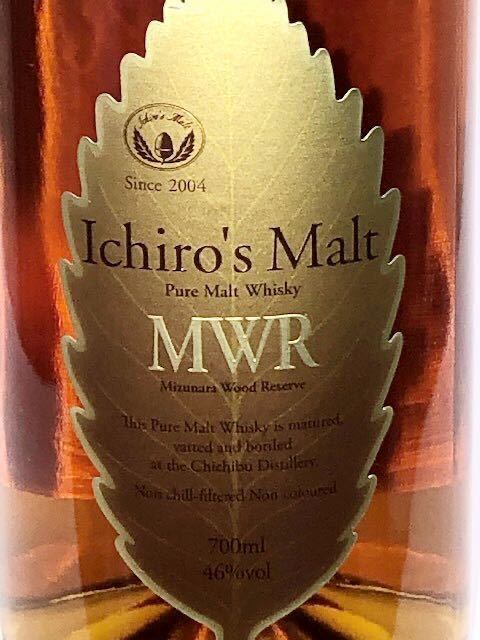 Ichiro's Malt
Since 2004
Ichiro's Malt
Pure Malt Whisky
MWR
Mizunara Wood Reserve
This Pure Malt Whisky is matured,
vatted and bottled
at the Chichibu Distillery.
Non chill-filtered Non coloured
700ml
46%vol